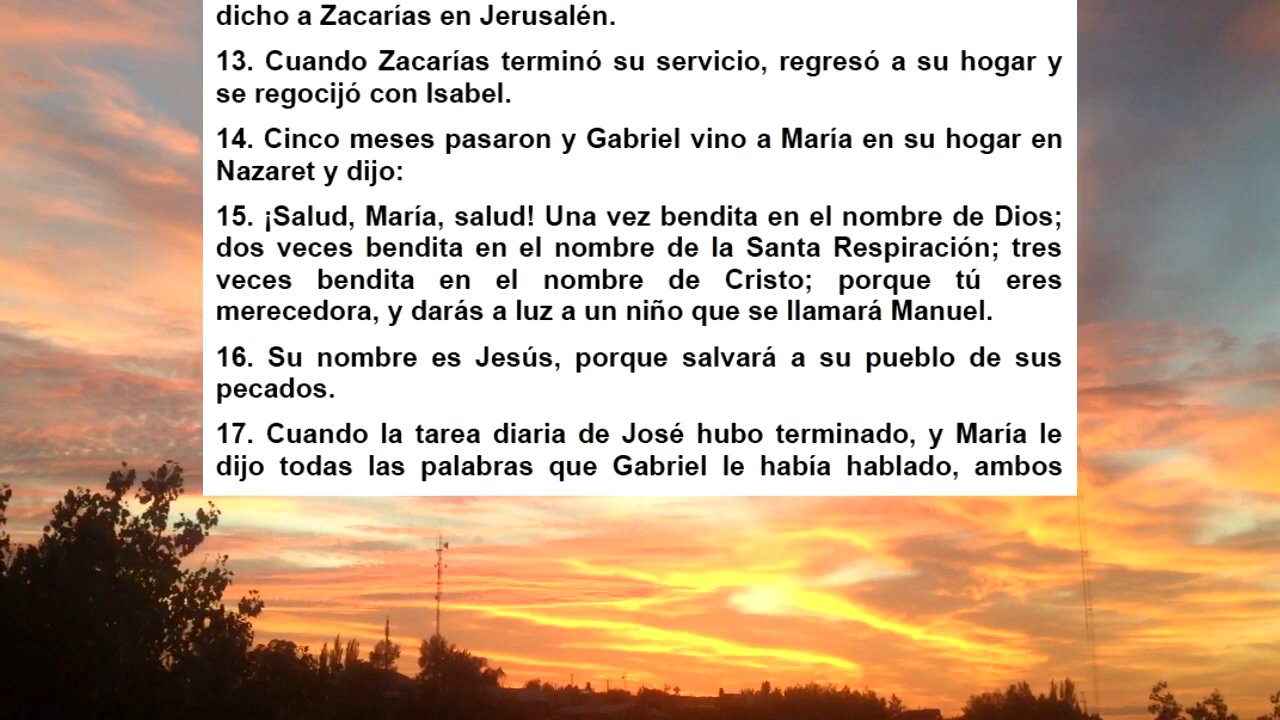 dicho a Zacarías en Jerusalén.
13. Cuando Zacarías terminó su servicio, regresó a su hogar y
se regocijó con Isabel.
14. Cinco meses pasaron y Gabriel vino a María en su hogar en
Nazaret y dijo:
15. ¡Salud, María, salud! Una vez bendita en el nombre de Dios;
dos veces bendita en el nombre de la Santa Respiración; tres
veces bendita en el nombre de Cristo; porque tú eres
merecedora, y darás a luz a un niño que se llamará Manuel.
16. Su nombre es Jesús, porque salvará a su pueblo de sus
pecados.
17. Cuando la tarea diaria de José hubo terminado, y María le
dijo todas las palabras que Gabriel le había hablado, ambos